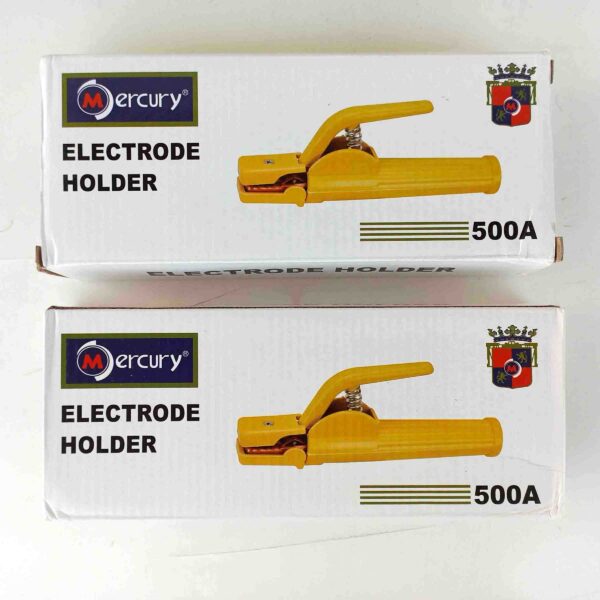 Mercury®
ELECTRODE
HOLDER
M
500A
ELECTRODE HOLDER
Mercury®
ELECTRODE
HOLDER
M
500A